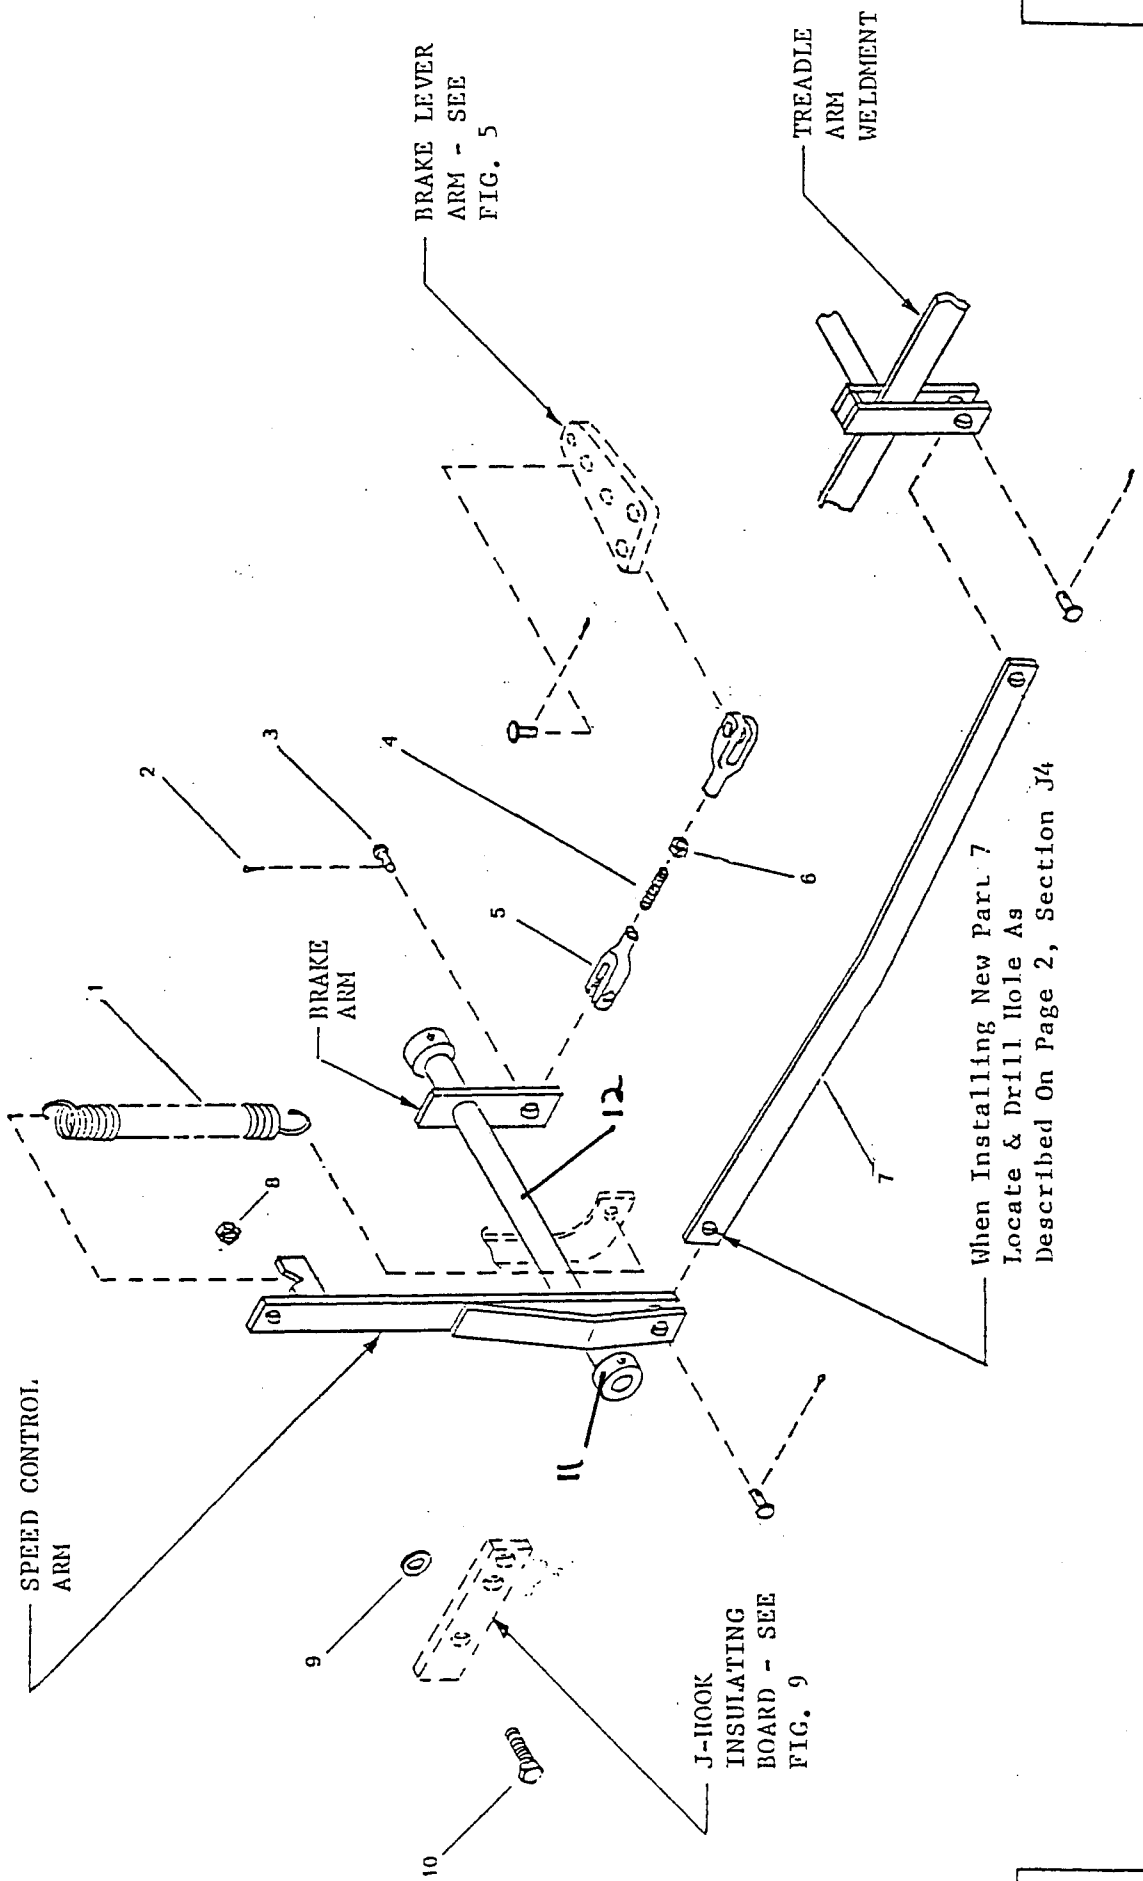 SPEED CONTROL
ARM
1
8
2
3
BRAKE
ARM
BRAKE LEVER
ARM - SEE
FIG. 5
4
5
6
9
10
11
12
J-HOOK
INSULATING
BOARD - SEE
FIG. 9
7
When Installing New Part 7
Locate & Drill Hole As
Described On Page 2, Section J4
TREADLE
ARM
WELDMENT